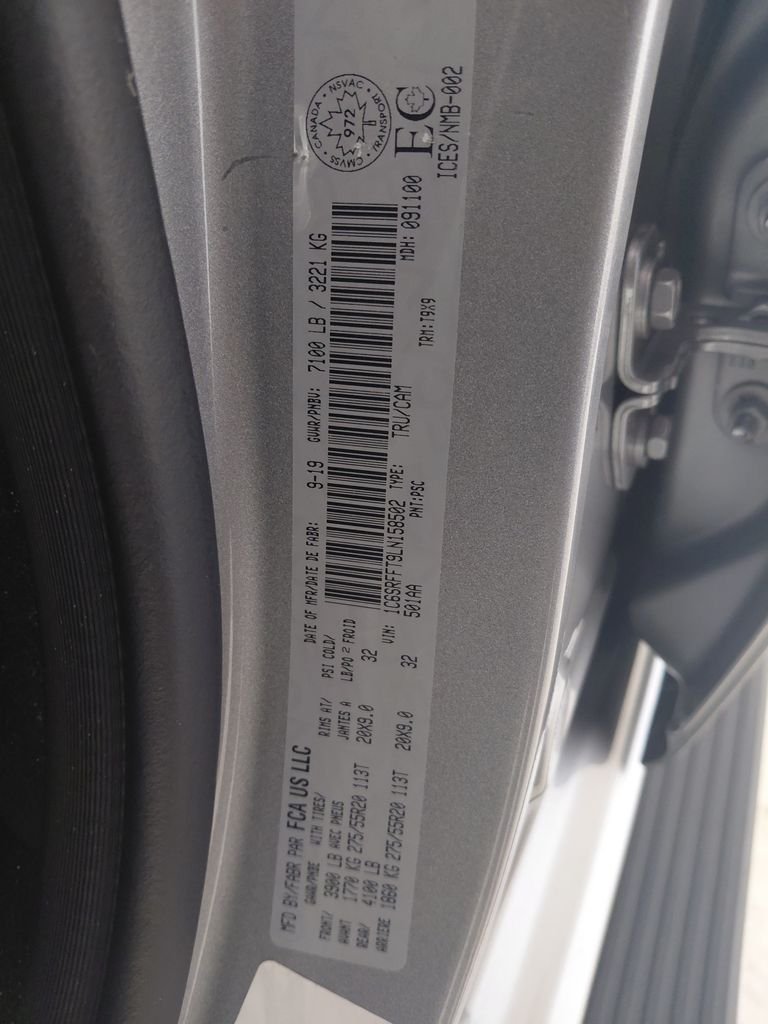 MFD BY/FABR PAR FCA US LLC
DATE OF MFR/DATE DE FABR: 9-19 GVWR/PNBV: 7100 LB / 3221 KG
GAWR/PNBE WITH TIRES/ RIMS AT/ PSI COLD/
AVEC PNEUS JANTES A LB/PO² FROID
FRONT/ 3900 LB
AVANT 1770 KG 275/55R20 113T 20X9.0 32
REAR/ 4100 LB
ARRIERE 1860 KG 275/55R20 113T 20X9.0 32
VIN: 1C6SRFFT9LN158502 TYPE: TRU/CAM MDH: 091100
501AA PNT:PSC TRM:T9X9
CMVSS • CANADA • NSVAC • TRANSPORT •
972
EC
ICES/NMB-002